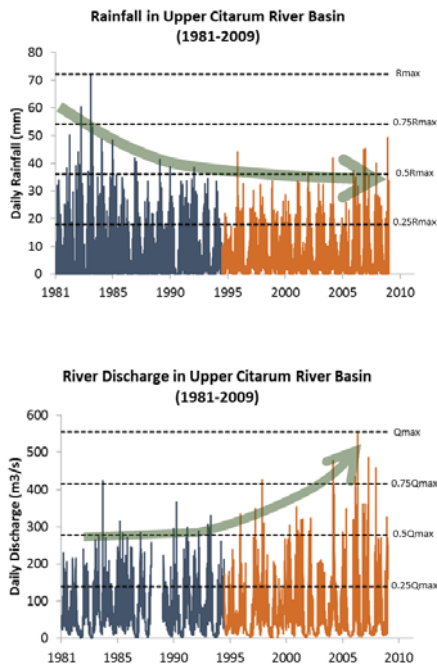 Rainfall in Upper Citarum River Basin
(1981-2009)
Daily Rainfall (mm)
80
70
60
50
40
30
20
10
0
Rmax
0.75Rmax
0.5Rmax
0.25Rmax
1981
1985
1990
1995
2000
2005
2010
River Discharge in Upper Citarum River Basin
(1981-2009)
Daily Discharge (m3/s)
600
500
400
300
200
100
0
Qmax
0.75Qmax
0.5Qmax
0.25Qmax
1981
1985
1990
1995
2000
2005
2010